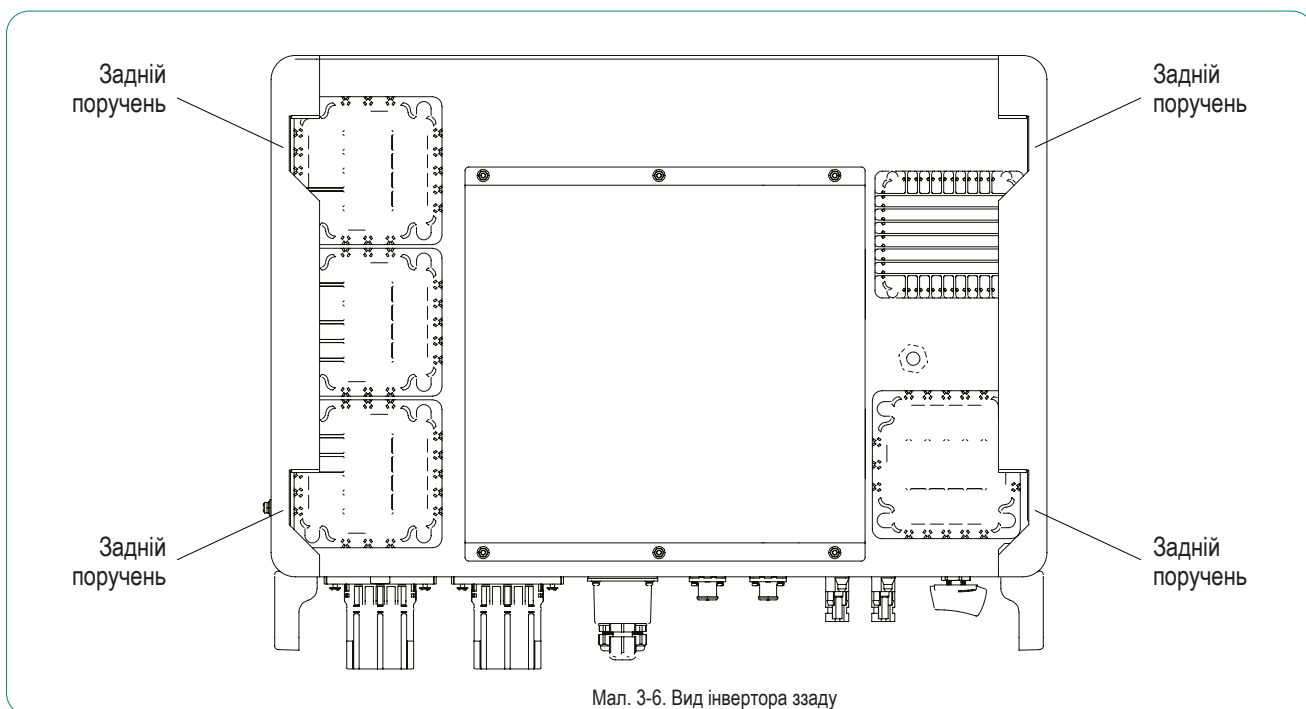 Задній
поручень
Задній
поручень
Задній
поручень
Задній
поручень
Мал. 3-6. Вид інвертора ззаду